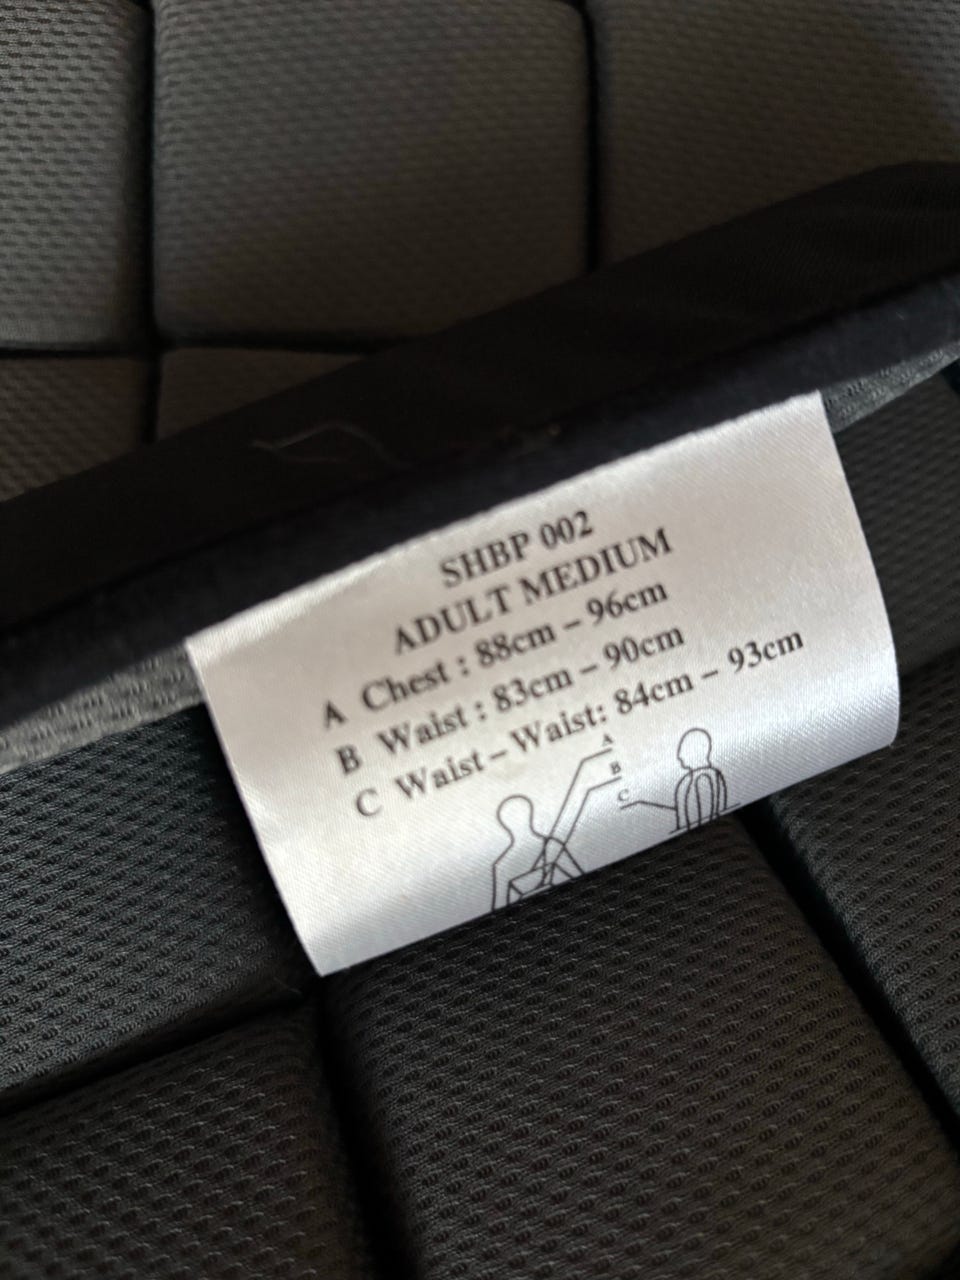 SHBP 002
ADULT MEDIUM
A Chest : 88cm – 96cm
B Waist : 83cm – 90cm
C Waist – Waist: 84cm – 93cm
A
B
C